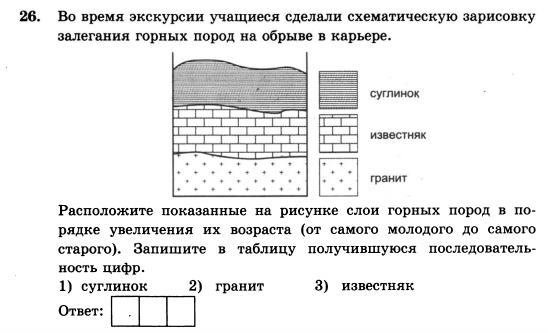 26. Во время экскурсии учащиеся сделали схематическую зарисовку
залегания горных пород на обрыве в карьере.
суглинок
известняк
гранит
Расположите показанные на рисунке слои горных пород в по-
рядке увеличения их возраста (от самого молодого до самого
старого). Запишите в таблицу получившуюся последователь-
ность цифр.
1) суглинок 2) гранит 3) известняк
Ответ: